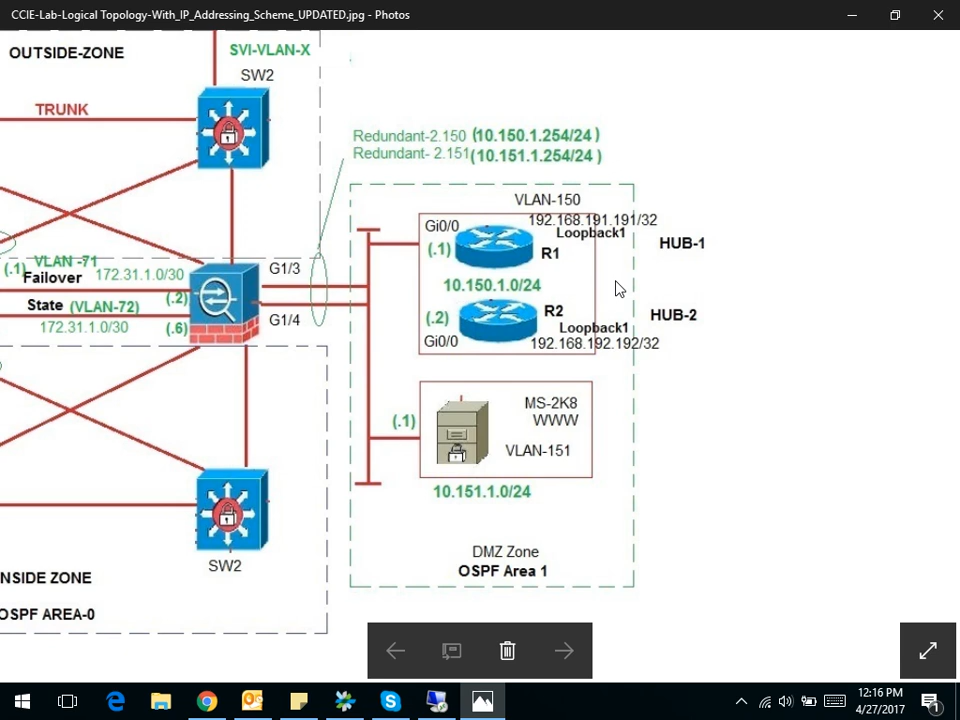 CCIE-Lab-Logical Topology-With_IP_Addressing_Scheme_UPDATED.jpg - Photos
OUTSIDE-ZONE
SVI-VLAN-X
SW2
TRUNK
Redundant-2.150 (10.150.1.254/24 )
Redundant- 2.151(10.151.1.254/24 )
VLAN-150
192.168.191.191/32
Gi0/0
Loopback1
HUB-1
(.1)
R1
10.150.1.0/24
(.1)
VLAN -71
Failover
172.31.1.0/30
G1/3
State
(VLAN-72)
(.2)
172.31.1.0/30
(.6)
G1/4
R2
HUB-2
(.2)
Loopback1
Gi0/0
192.168.192.192/32
MS-2K8
WWW
(.1)
VLAN-151
10.151.1.0/24
SW2
DMZ Zone
OSPF Area 1
NSIDE ZONE
OSPF AREA-0
12:16 PM
4/27/2017
1